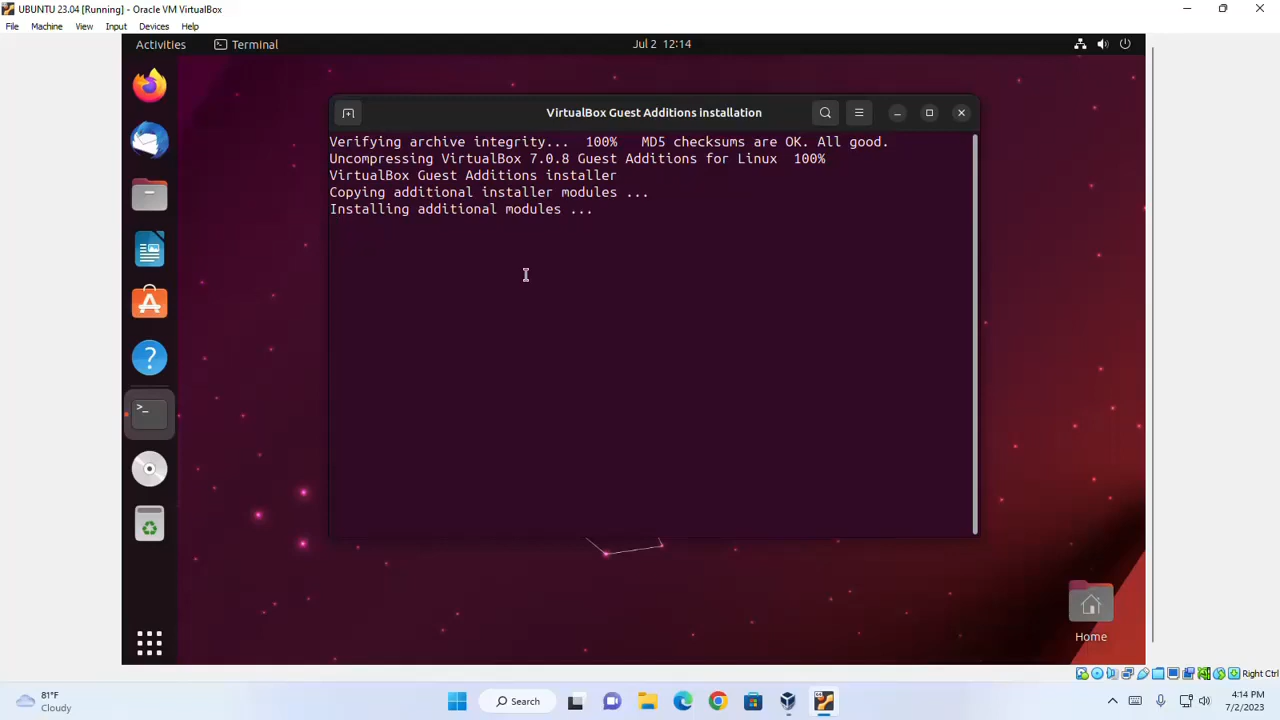 UBUNTU 23.04 [Running] - Oracle VM VirtualBox
File Machine View Input Devices Help
Activities Terminal Jul 2 12:14
VirtualBox Guest Additions installation
Verifying archive integrity... 100% MD5 checksums are OK. All good.
Uncompressing VirtualBox 7.0.8 Guest Additions for Linux 100%
VirtualBox Guest Additions installer
Copying additional installer modules ...
Installing additional modules ...
Home
Right Ctrl
81°F
Cloudy
Search
4:14 PM
7/2/2023